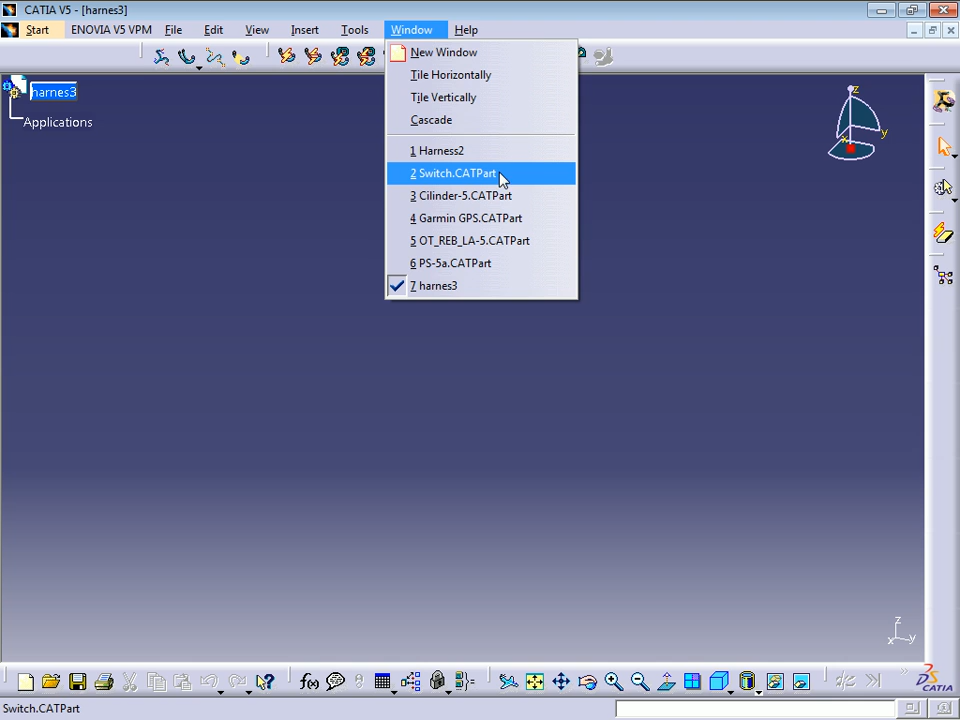 CATIA V5 - [harnes3]
Start ENOVIA V5 VPM File Edit View Insert Tools Window Help
New Window
Tile Horizontally
Tile Vertically
Cascade
1 Harness2
2 Switch.CATPart
3 Cilinder-5.CATPart
4 Garmin GPS.CATPart
5 OT_REB_LA-5.CATPart
6 PS-5a.CATPart
7 harnes3
harnes3
Applications
z
y
x
z
x y
f(x)
CATIA
Switch.CATPart